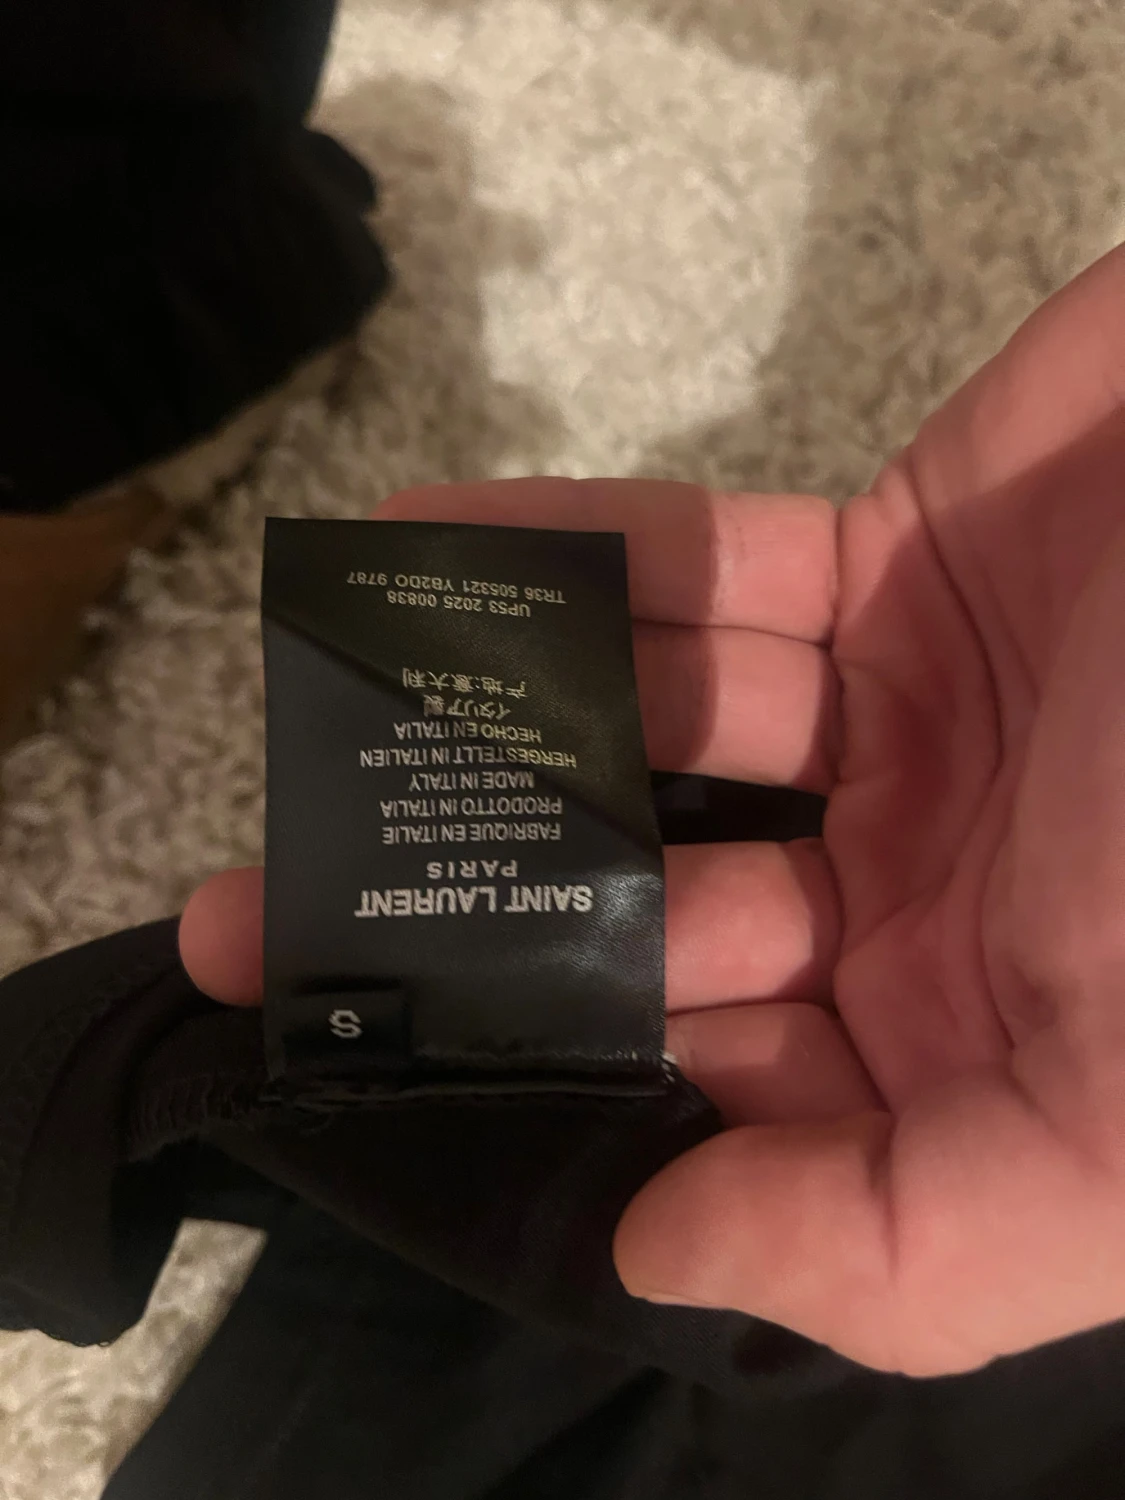 S
SAINT LAURENT
PARIS
FABRIQUE EN ITALIE
PRODOTTO IN ITALIA
MADE IN ITALY
HERGESTELLT IN ITALIEN
HECHO EN ITALIA
イタリア製
产地:意大利
UP53 2025 00838
TR36 505321 YB2DO 9787